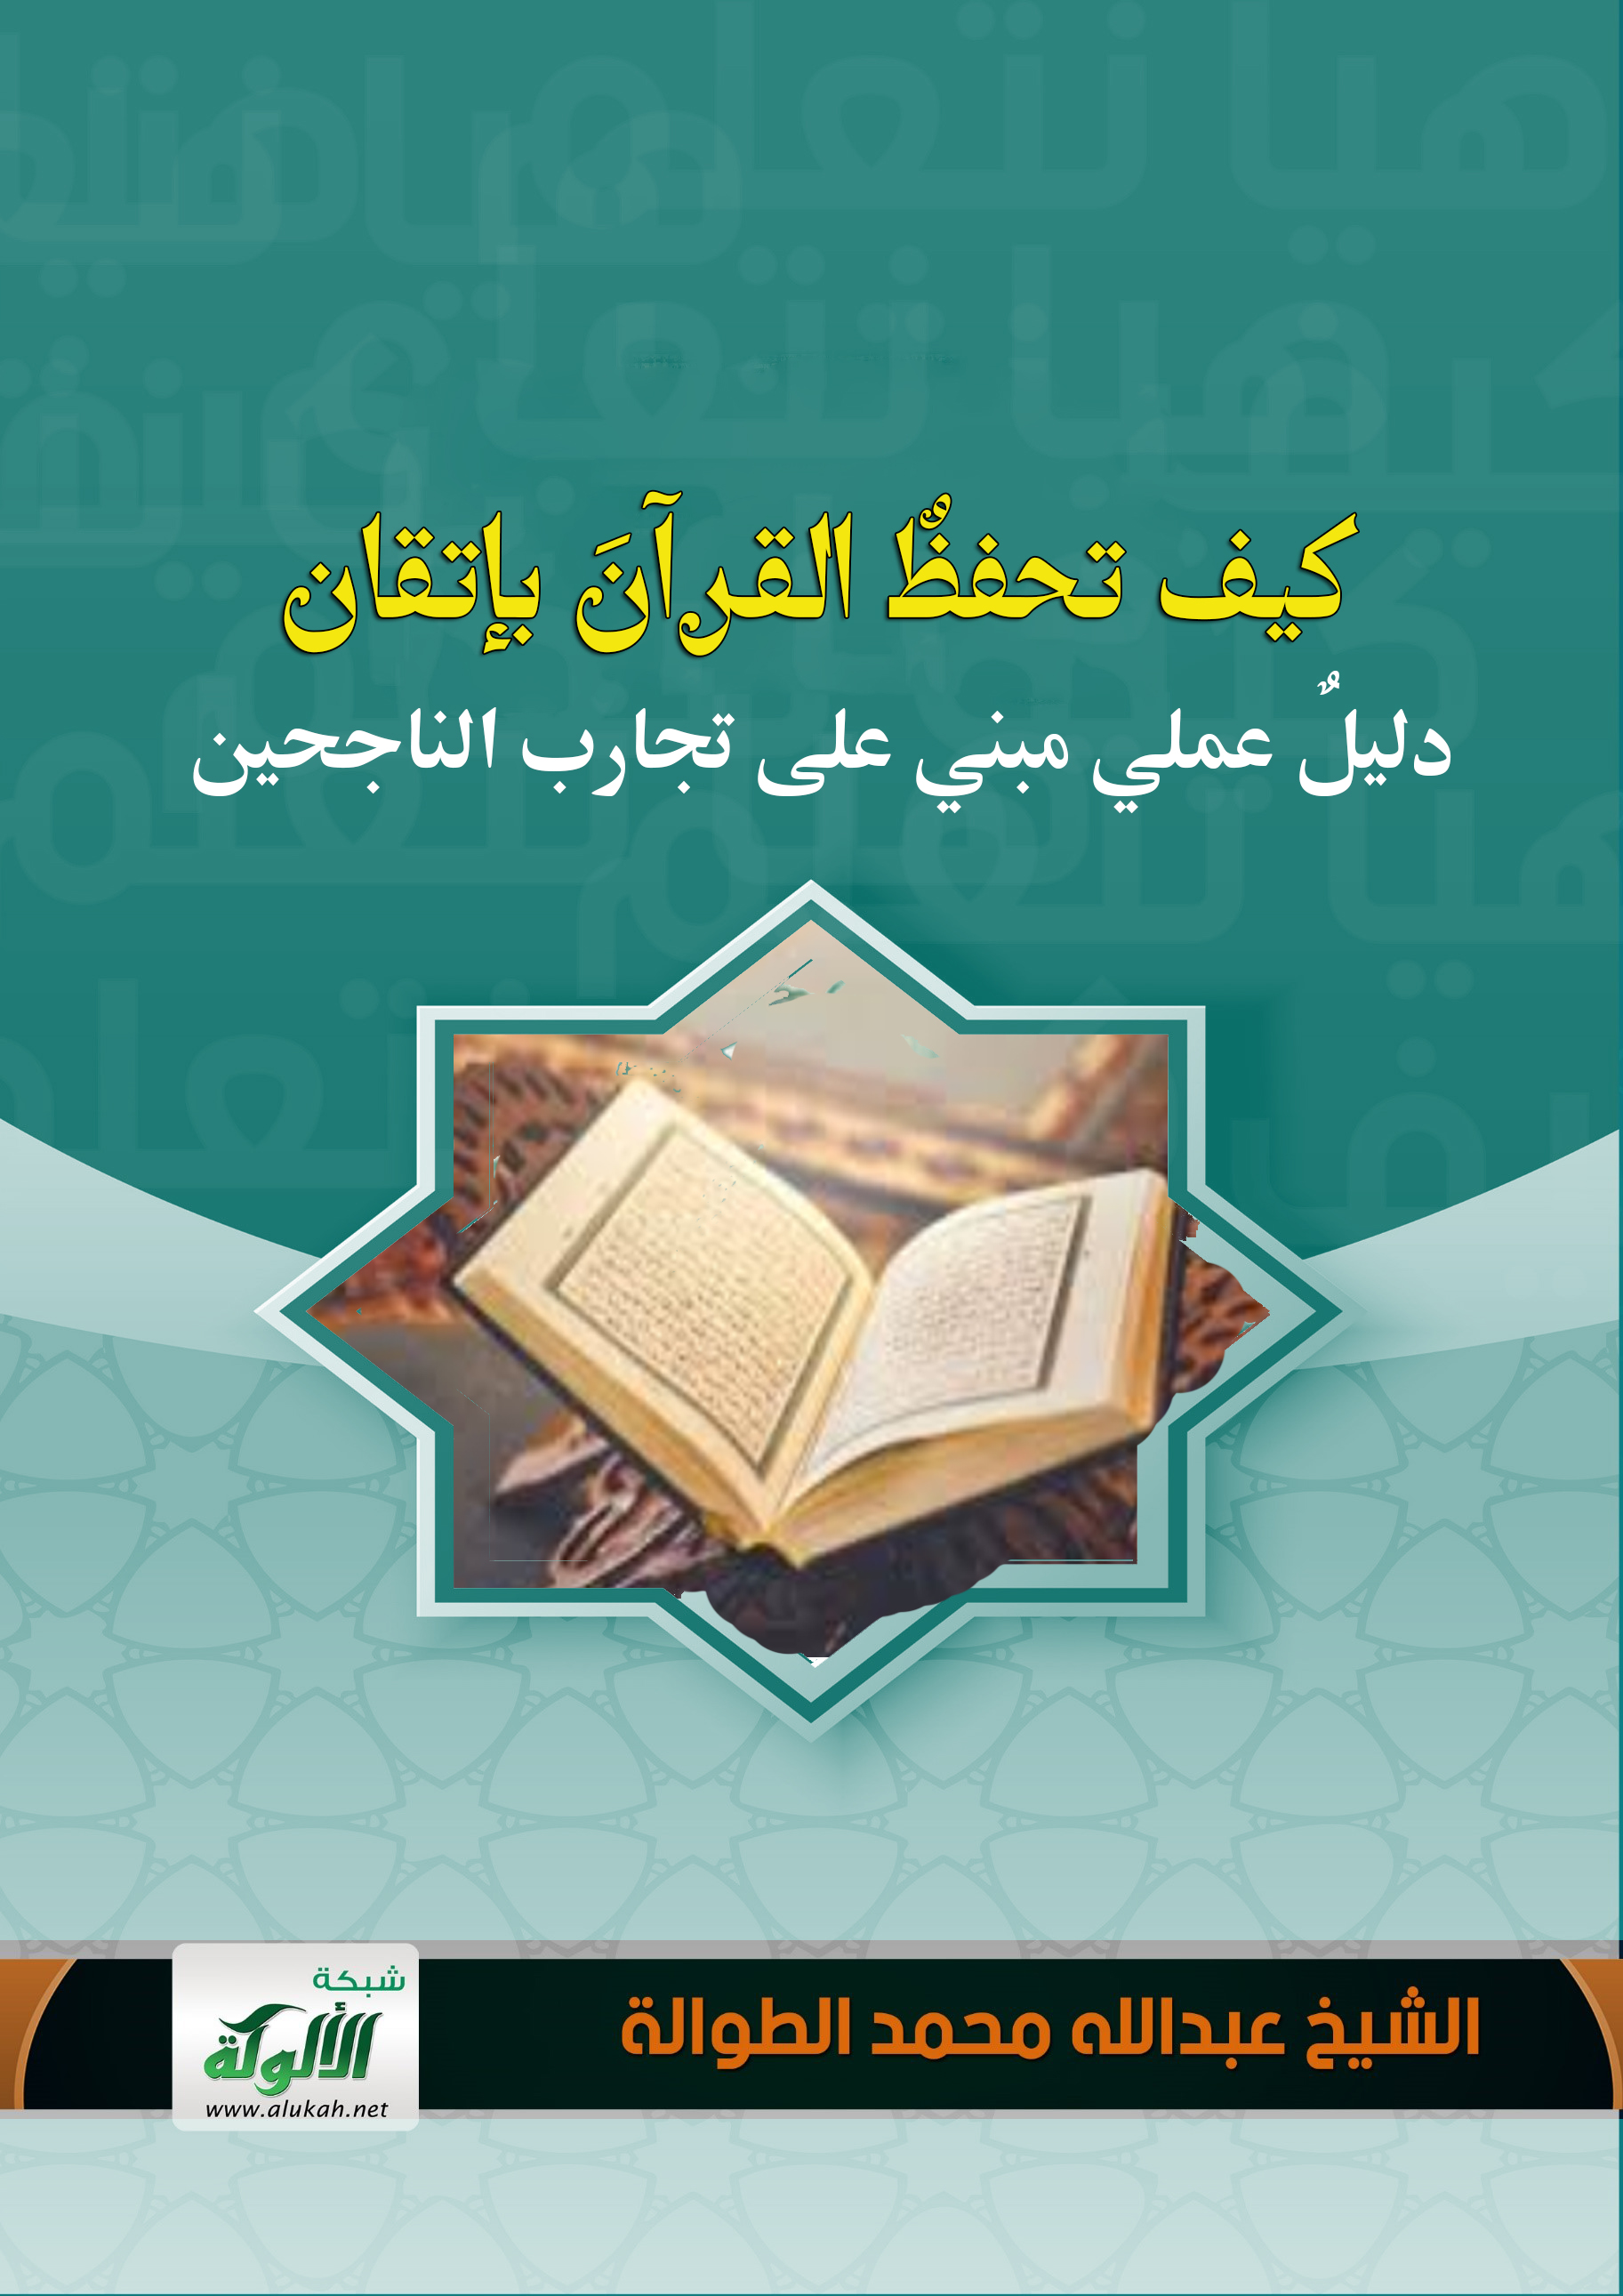 كيف تحفظٌ القرآنَ بإتقان
دليلٌ عملي مبني على تجارب الناجحين
الشيخ عبدالله محمد الطوالة
شبكة
الألوكة
www.alukah.net